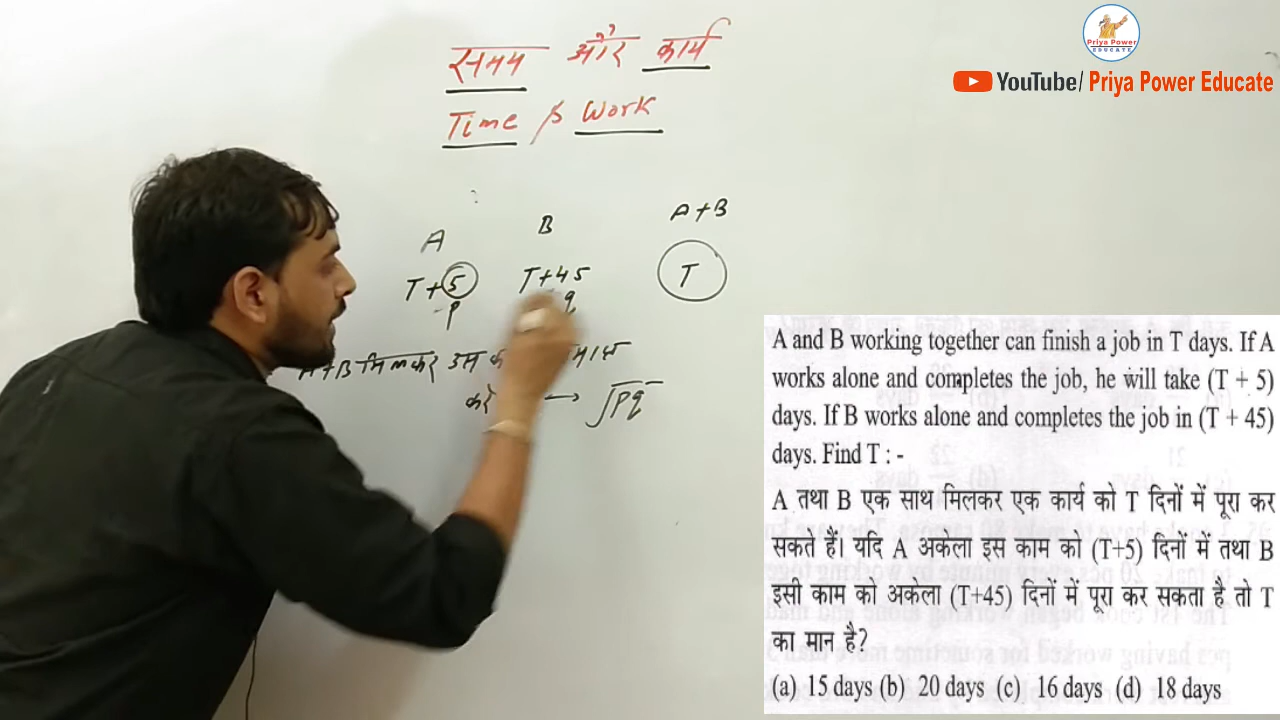 Priya Power
EDUCATE
YouTube/ Priya Power Educate
समय और कार्य
Time & Work
A B A+B
T+5 T+45 T
p q
A+B मिलकर उस
करे → √pq
A and B working together can finish a job in T days. If A
works alone and completes the job, he will take (T + 5)
days. If B works alone and completes the job in (T + 45)
days. Find T : -
A तथा B एक साथ मिलकर एक कार्य को T दिनों में पूरा कर
सकते हैं। यदि A अकेला इस काम को (T+5) दिनों में तथा B
इसी काम को अकेला (T+45) दिनों में पूरा कर सकता है तो T
का मान है?
(a) 15 days (b) 20 days (c) 16 days (d) 18 days